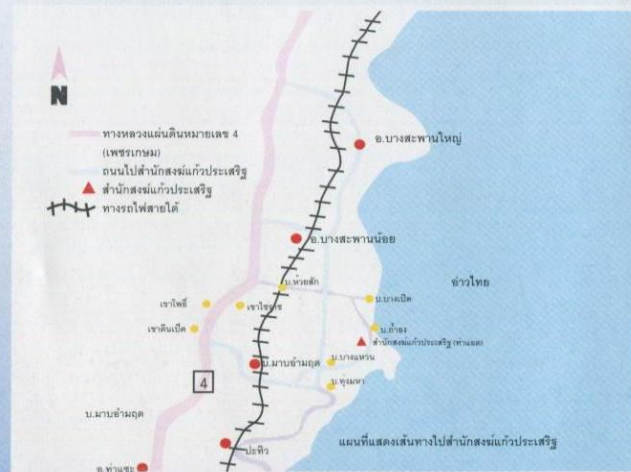 N
ทางหลวงแผ่นดินหมายเลข 4
(เพชรเกษม)
ถนนไปสำนักสงฆ์แก้วประเสริฐ
สำนักสงฆ์แก้วประเสริฐ
ทางรถไฟสายใต้
อ.บางสะพานใหญ่
อ.บางสะพานน้อย
บ.ห้วยสัก
อ่าวไทย
เขาโพธิ์
เขาไชยราช
บ.บางเบิด
เขาดินเบ็ด
บ.ถ้ำธง
สำนักสงฆ์แก้วประเสริฐ (ท่าแอต)
บ.มาบอำมฤต
บ.บางแหวน
4
บ.ทุ่งมหา
บ.มาบอำมฤต
ปะทิว
แผนที่แสดงเส้นทางไปสำนักสงฆ์แก้วประเสริฐ
อ.ท่าแซะ